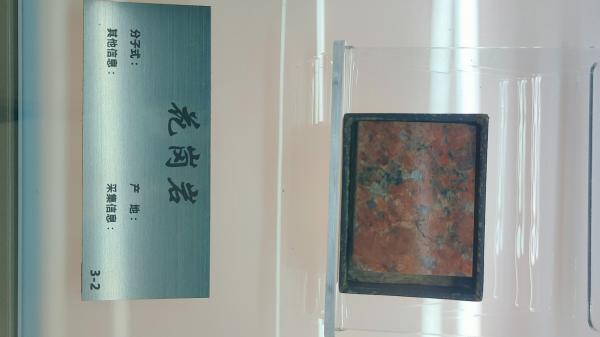 花岗岩
分子式： 产 地：
其他信息： 采集信息：
3-2